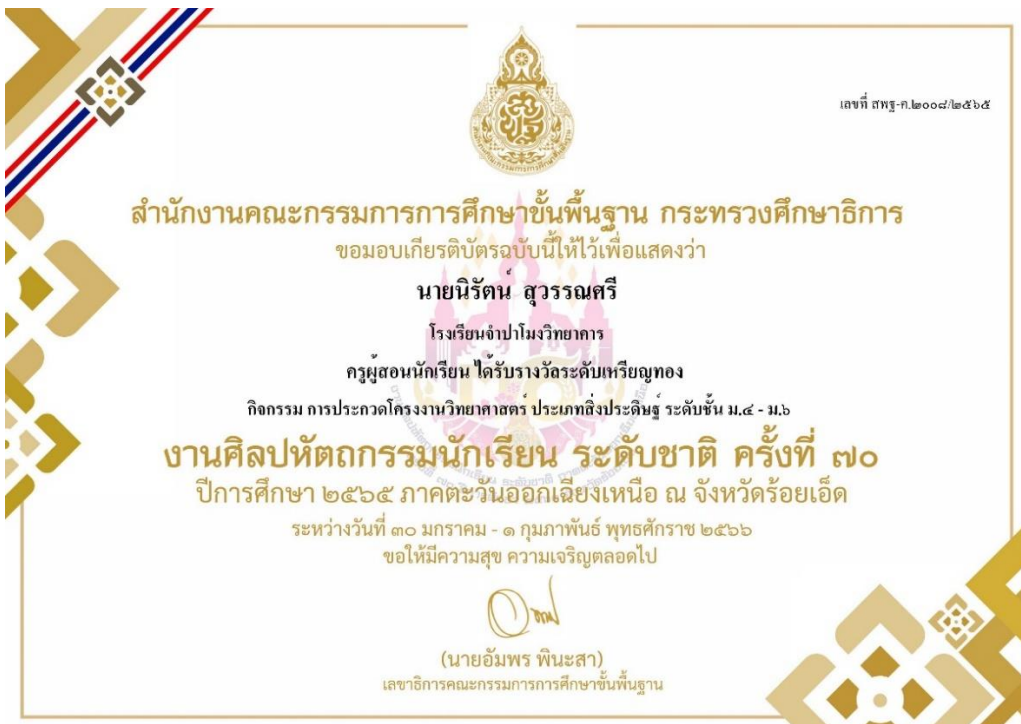 เลขที่ สพฐ-ค.๒๐๐๘/๒๕๖๕
สำนักงานคณะกรรมการการศึกษาขั้นพื้นฐาน กระทรวงศึกษาธิการ
ขอมอบเกียรติบัตรฉบับนี้ให้ไว้เพื่อแสดงว่า
นายนิรัตน์ สุวรรณศรี
โรงเรียนจำปาโมงวิทยาคาร
ครูผู้สอนนักเรียน ได้รับรางวัลระดับเหรียญทอง
กิจกรรม การประกวดโครงงานวิทยาศาสตร์ ประเภทสิ่งประดิษฐ์ ระดับชั้น ม.๔ - ม.๖
งานศิลปหัตถกรรมนักเรียน ระดับชาติ ครั้งที่ ๗๐
ปีการศึกษา ๒๕๖๕ ภาคตะวันออกเฉียงเหนือ ณ จังหวัดร้อยเอ็ด
ระหว่างวันที่ ๓๐ มกราคม - ๑ กุมภาพันธ์ พุทธศักราช ๒๕๖๖
ขอให้มีความสุข ความเจริญตลอดไป
(นายอัมพร พินะสา)
เลขาธิการคณะกรรมการการศึกษาขั้นพื้นฐาน